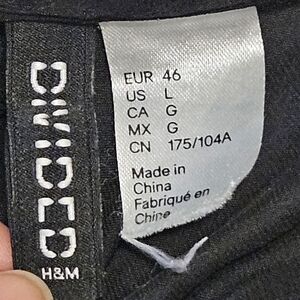 DIVIDED
H&M
EUR 46
US L
CA G
MX G
CN 175/104A
Made in
China
Fabriqué en
Chine